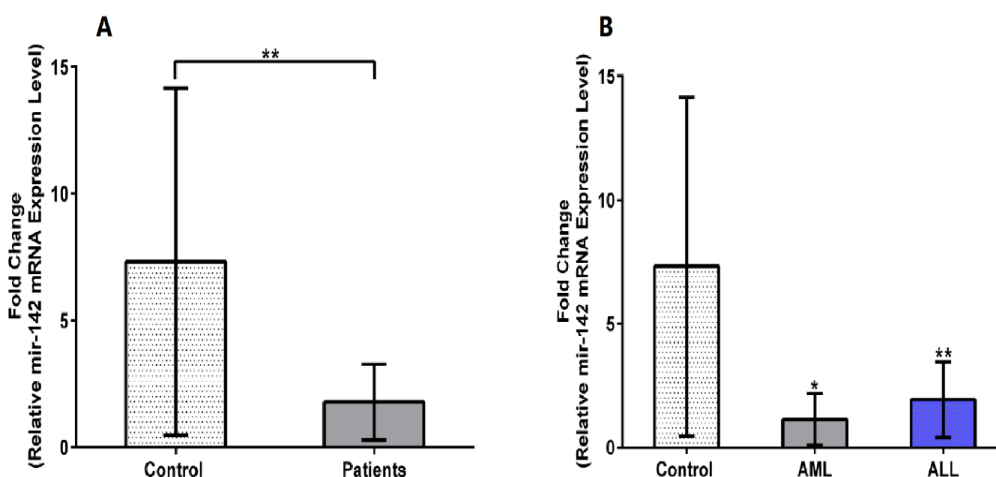 A
Fold Change
(Relative mir-142 mRNA Expression Level)
15
10
5
0
**
Control
Patients
B
Fold Change
(Relative mir-142 mRNA Expression Level)
15
10
5
0
*
**
Control
AML
ALL